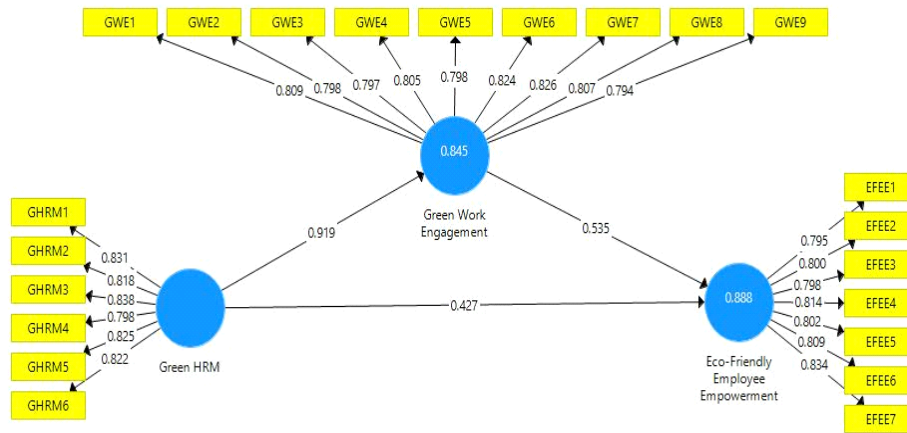 GWE1 GWE2 GWE3 GWE4 GWE5 GWE6 GWE7 GWE8 GWE9
0.809 0.798 0.797 0.805 0.798 0.824 0.826 0.807 0.794
0.845
Green Work
Engagement
GHRM1
GHRM2
GHRM3
GHRM4
GHRM5
GHRM6
0.831
0.818
0.838
0.798
0.825
0.822
Green HRM
0.919
0.535
0.427
0.888
Eco-Friendly
Employee
Empowerment
0.795
0.800
0.798
0.814
0.802
0.809
0.834
EFEE1
EFEE2
EFEE3
EFEE4
EFEE5
EFEE6
EFEE7